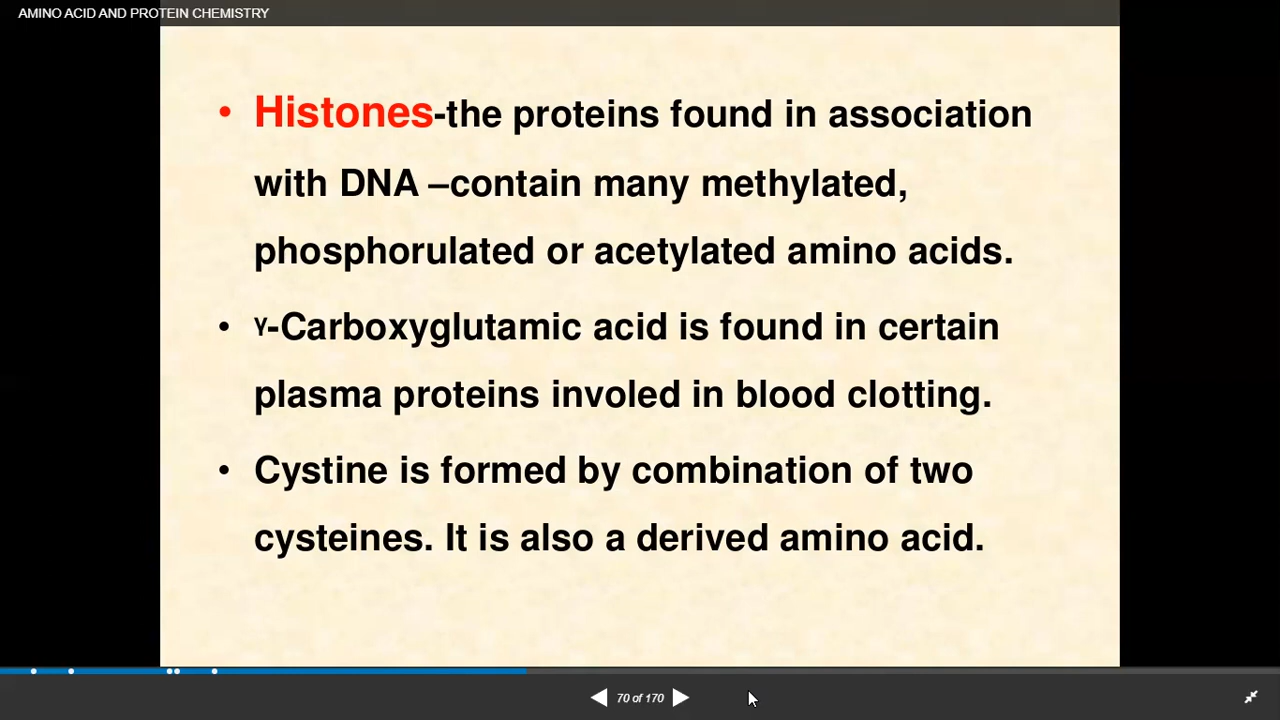 AMINO ACID AND PROTEIN CHEMISTRY
• Histones-the proteins found in association
with DNA –contain many methylated,
phosphorulated or acetylated amino acids.
• γ-Carboxyglutamic acid is found in certain
plasma proteins involed in blood clotting.
• Cystine is formed by combination of two
cysteines. It is also a derived amino acid.
70 of 170